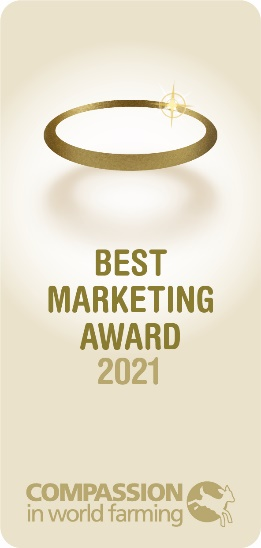 BEST
MARKETING
AWARD
2021
COMPASSION
in world farming